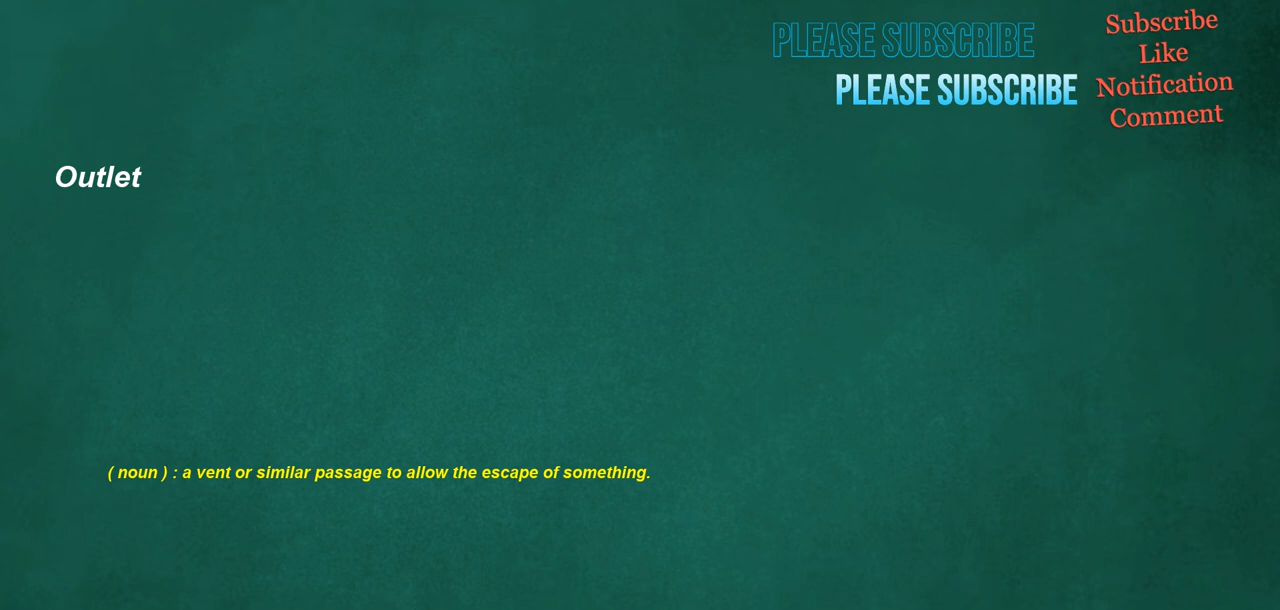 PLEASE SUBSCRIBE
PLEASE SUBSCRIBE
Subscribe
Like
Notification
Comment
Outlet
( noun ) : a vent or similar passage to allow the escape of something.